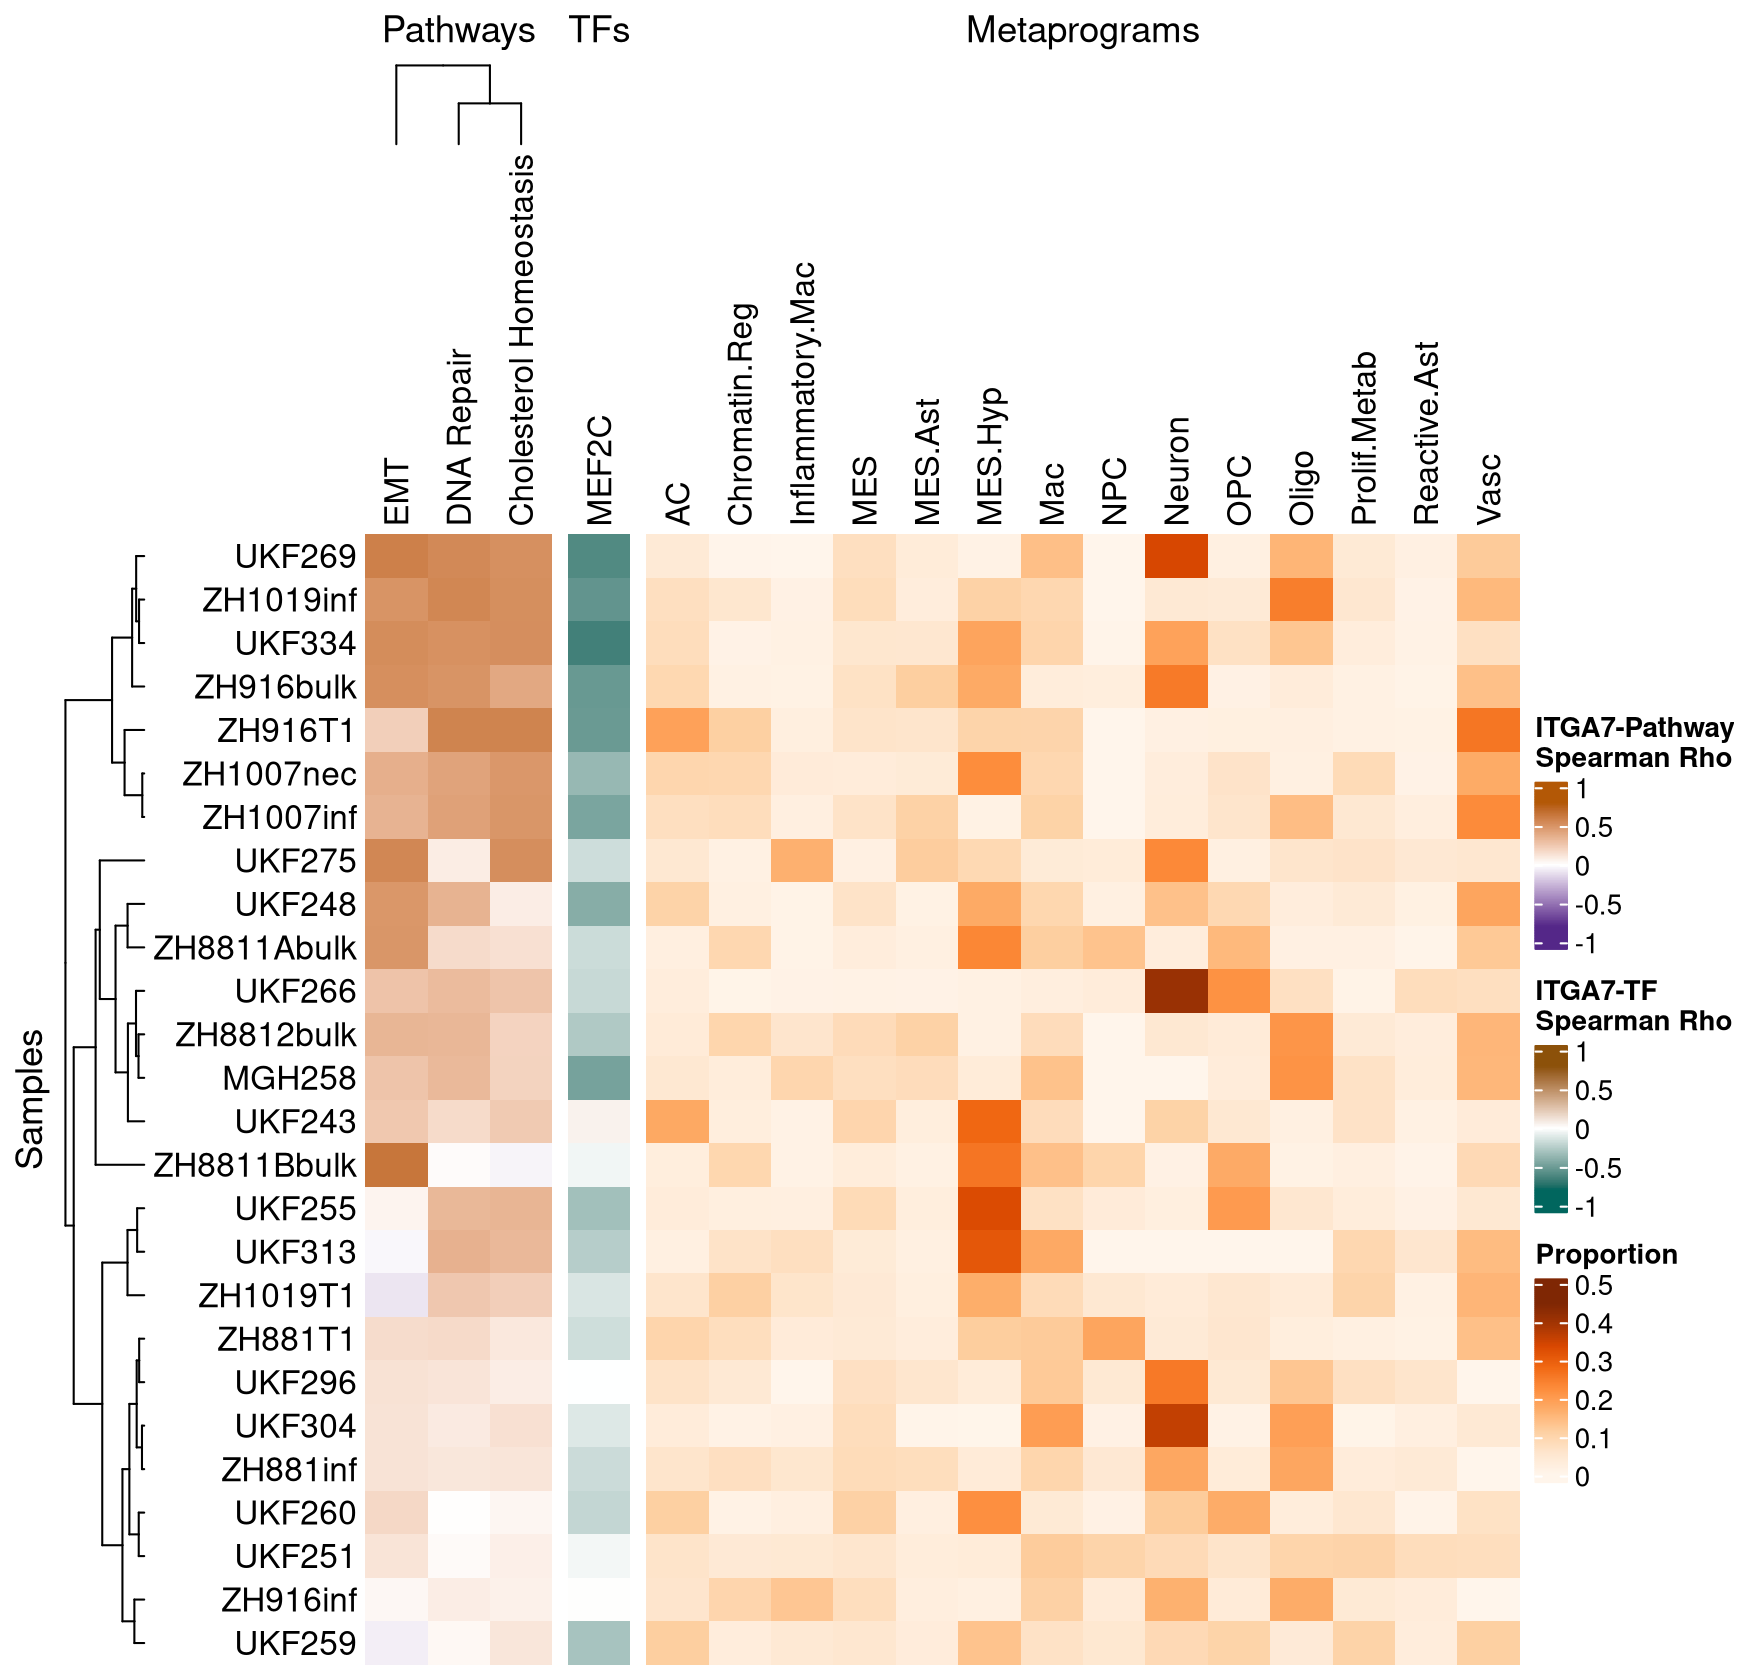 Pathways TFs Metaprograms
EMT
DNA Repair
Cholesterol Homeostasis
MEF2C
AC
Chromatin.Reg
Inflammatory.Mac
MES
MES.Ast
MES.Hyp
Mac
NPC
Neuron
OPC
Oligo
Prolif.Metab
Reactive.Ast
Vasc
Samples
UKF269
ZH1019inf
UKF334
ZH916bulk
ZH916T1
ZH1007nec
ZH1007inf
UKF275
UKF248
ZH8811Abulk
UKF266
ZH8812bulk
MGH258
UKF243
ZH8811Bbulk
UKF255
UKF313
ZH1019T1
ZH881T1
UKF296
UKF304
ZH881inf
UKF260
UKF251
ZH916inf
UKF259
ITGA7-Pathway
Spearman Rho
1
0.5
0
-0.5
-1
ITGA7-TF
Spearman Rho
1
0.5
0
-0.5
-1
Proportion
0.5
0.4
0.3
0.2
0.1
0